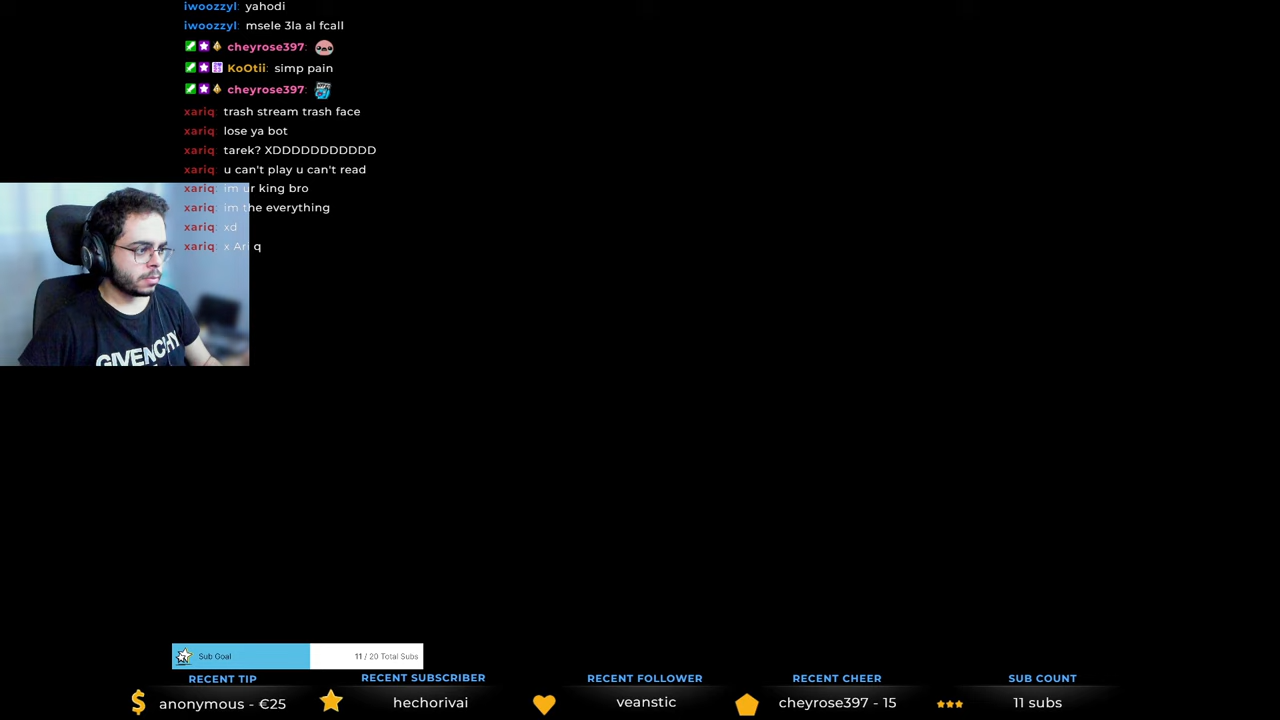 iwoozzyl: yahodi
iwoozzyl: msele 3la al fcall
cheyrose397:
KoOtii: simp pain
cheyrose397:
xariq: trash stream trash face
xariq: lose ya bot
xariq: tarek? XDDDDDDDDDDD
xariq: u can't play u can't read
xariq: im ur king bro
xariq: im the everything
xariq: xd
xariq: x Ari q
GIVENCHY
Sub Goal 11 / 20 Total Subs
RECENT TIP
anonymous - €25
RECENT SUBSCRIBER
hechorivai
RECENT FOLLOWER
veanstic
RECENT CHEER
cheyrose397 - 15
SUB COUNT
11 subs